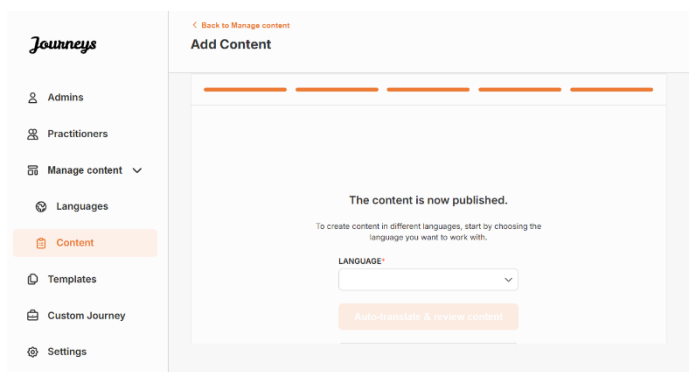 Journeys
Admins
Practitioners
Manage content
Languages
Content
Templates
Custom Journey
Settings
Back to Manage content
Add Content
The content is now published.
To create content in different languages, start by choosing the
language you want to work with.
LANGUAGE*
Auto-translate & review content